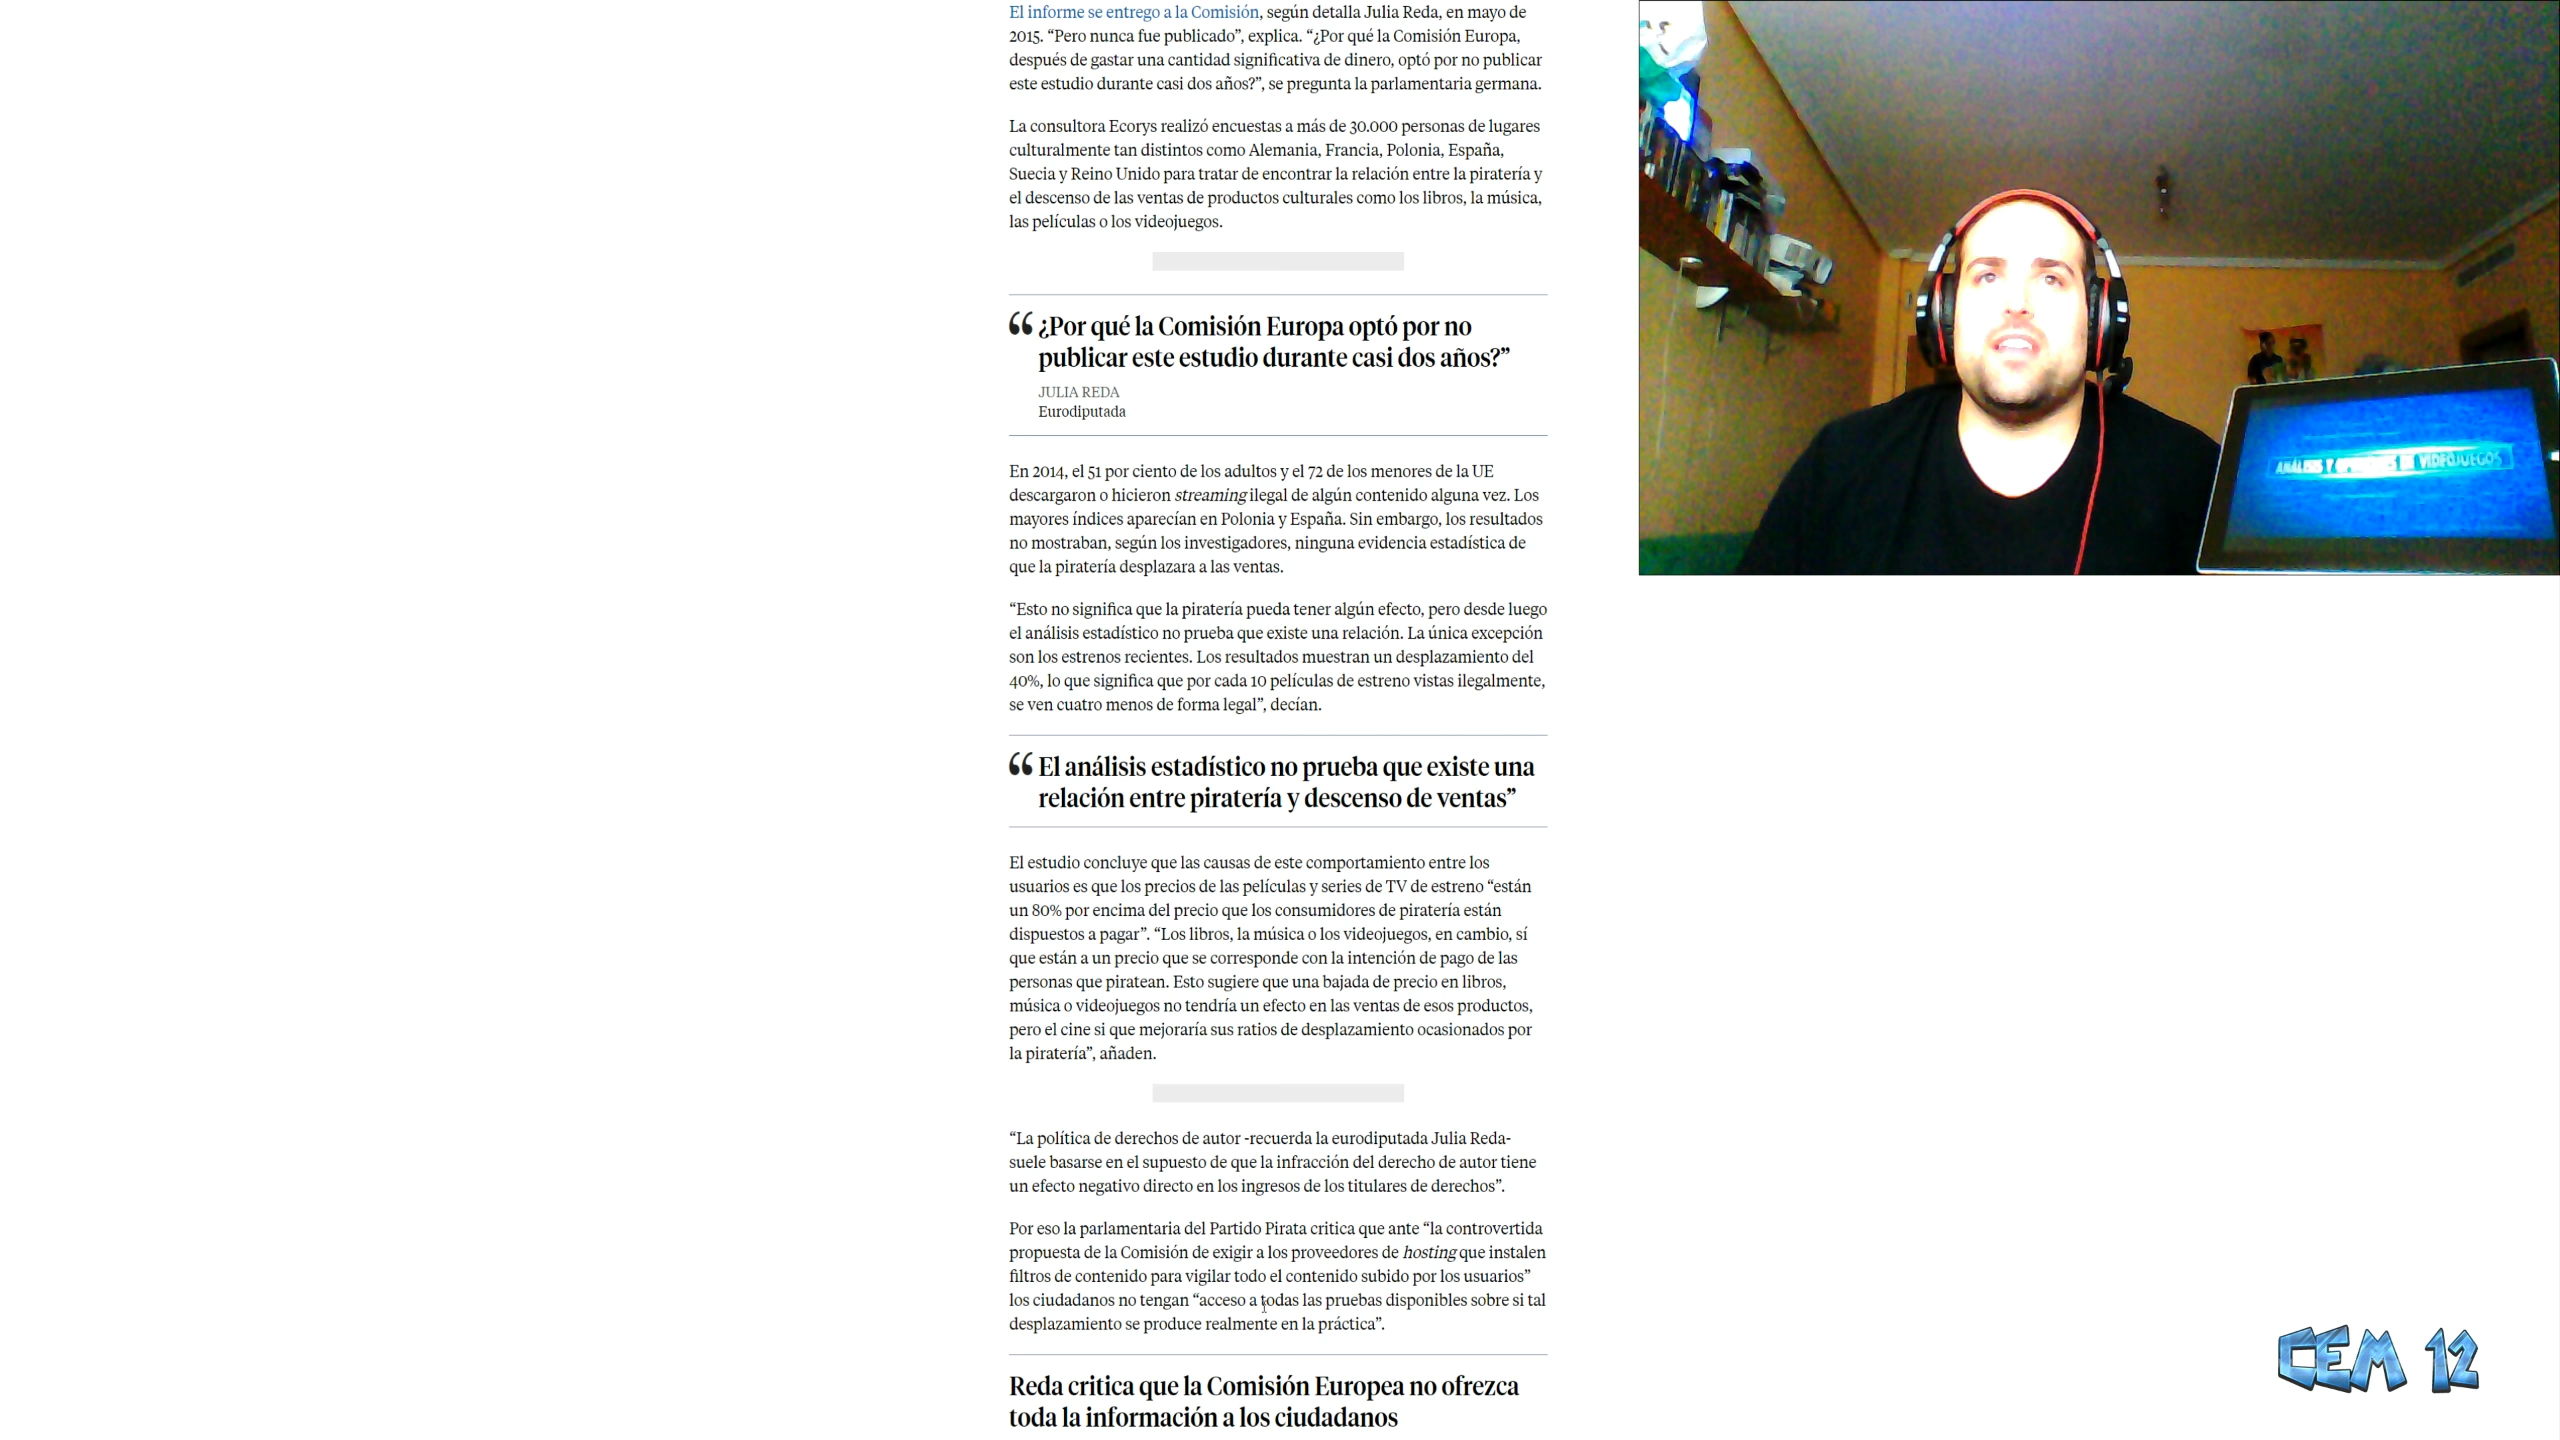 El informe se entrego a la Comisión, según detalla Julia Reda, en mayo de
2015. “Pero nunca fue publicado”, explica. “¿Por qué la Comisión Europa,
después de gastar una cantidad significativa de dinero, optó por no publicar
este estudio durante casi dos años?”, se pregunta la parlamentaria germana.
La consultora Ecorys realizó encuestas a más de 30.000 personas de lugares
culturalmente tan distintos como Alemania, Francia, Polonia, España,
Suecia y Reino Unido para tratar de encontrar la relación entre la piratería y
el descenso de las ventas de productos culturales como los libros, la música,
las películas o los videojuegos.
“ ¿Por qué la Comisión Europa optó por no
publicar este estudio durante casi dos años?”
JULIA REDA
Eurodiputada
En 2014, el 51 por ciento de los adultos y el 72 de los menores de la UE
descargaron o hicieron streaming ilegal de algún contenido alguna vez. Los
mayores índices aparecían en Polonia y España. Sin embargo, los resultados
no mostraban, según los investigadores, ninguna evidencia estadística de
que la piratería desplazara a las ventas.
“Esto no significa que la piratería pueda tener algún efecto, pero desde luego
el análisis estadístico no prueba que existe una relación. La única excepción
son los estrenos recientes. Los resultados muestran un desplazamiento del
40%, lo que significa que por cada 10 películas de estreno vistas ilegalmente,
se ven cuatro menos de forma legal”, decían.
“ El análisis estadístico no prueba que existe una
relación entre piratería y descenso de ventas”
El estudio concluye que las causas de este comportamiento entre los
usuarios es que los precios de las películas y series de TV de estreno “están
un 80% por encima del precio que los consumidores de piratería están
dispuestos a pagar”. “Los libros, la música o los videojuegos, en cambio, sí
que están a un precio que se corresponde con la intención de pago de las
personas que piratean. Esto sugiere que una bajada de precio en libros,
música o videojuegos no tendría un efecto en las ventas de esos productos,
pero el cine si que mejoraría sus ratios de desplazamiento ocasionados por
la piratería”, añaden.
“La política de derechos de autor -recuerda la eurodiputada Julia Reda-
suele basarse en el supuesto de que la infracción del derecho de autor tiene
un efecto negativo directo en los ingresos de los titulares de derechos”.
Por eso la parlamentaria del Partido Pirata critica que ante “la controvertida
propuesta de la Comisión de exigir a los proveedores de hosting que instalen
filtros de contenido para vigilar todo el contenido subido por los usuarios”
los ciudadanos no tengan “acceso a todas las pruebas disponibles sobre si tal
desplazamiento se produce realmente en la práctica”.
Reda critica que la Comisión Europea no ofrezca
toda la información a los ciudadanos
ANÁLISIS Y OPINIONES DE VIDEOJUEGOS
CEM 12